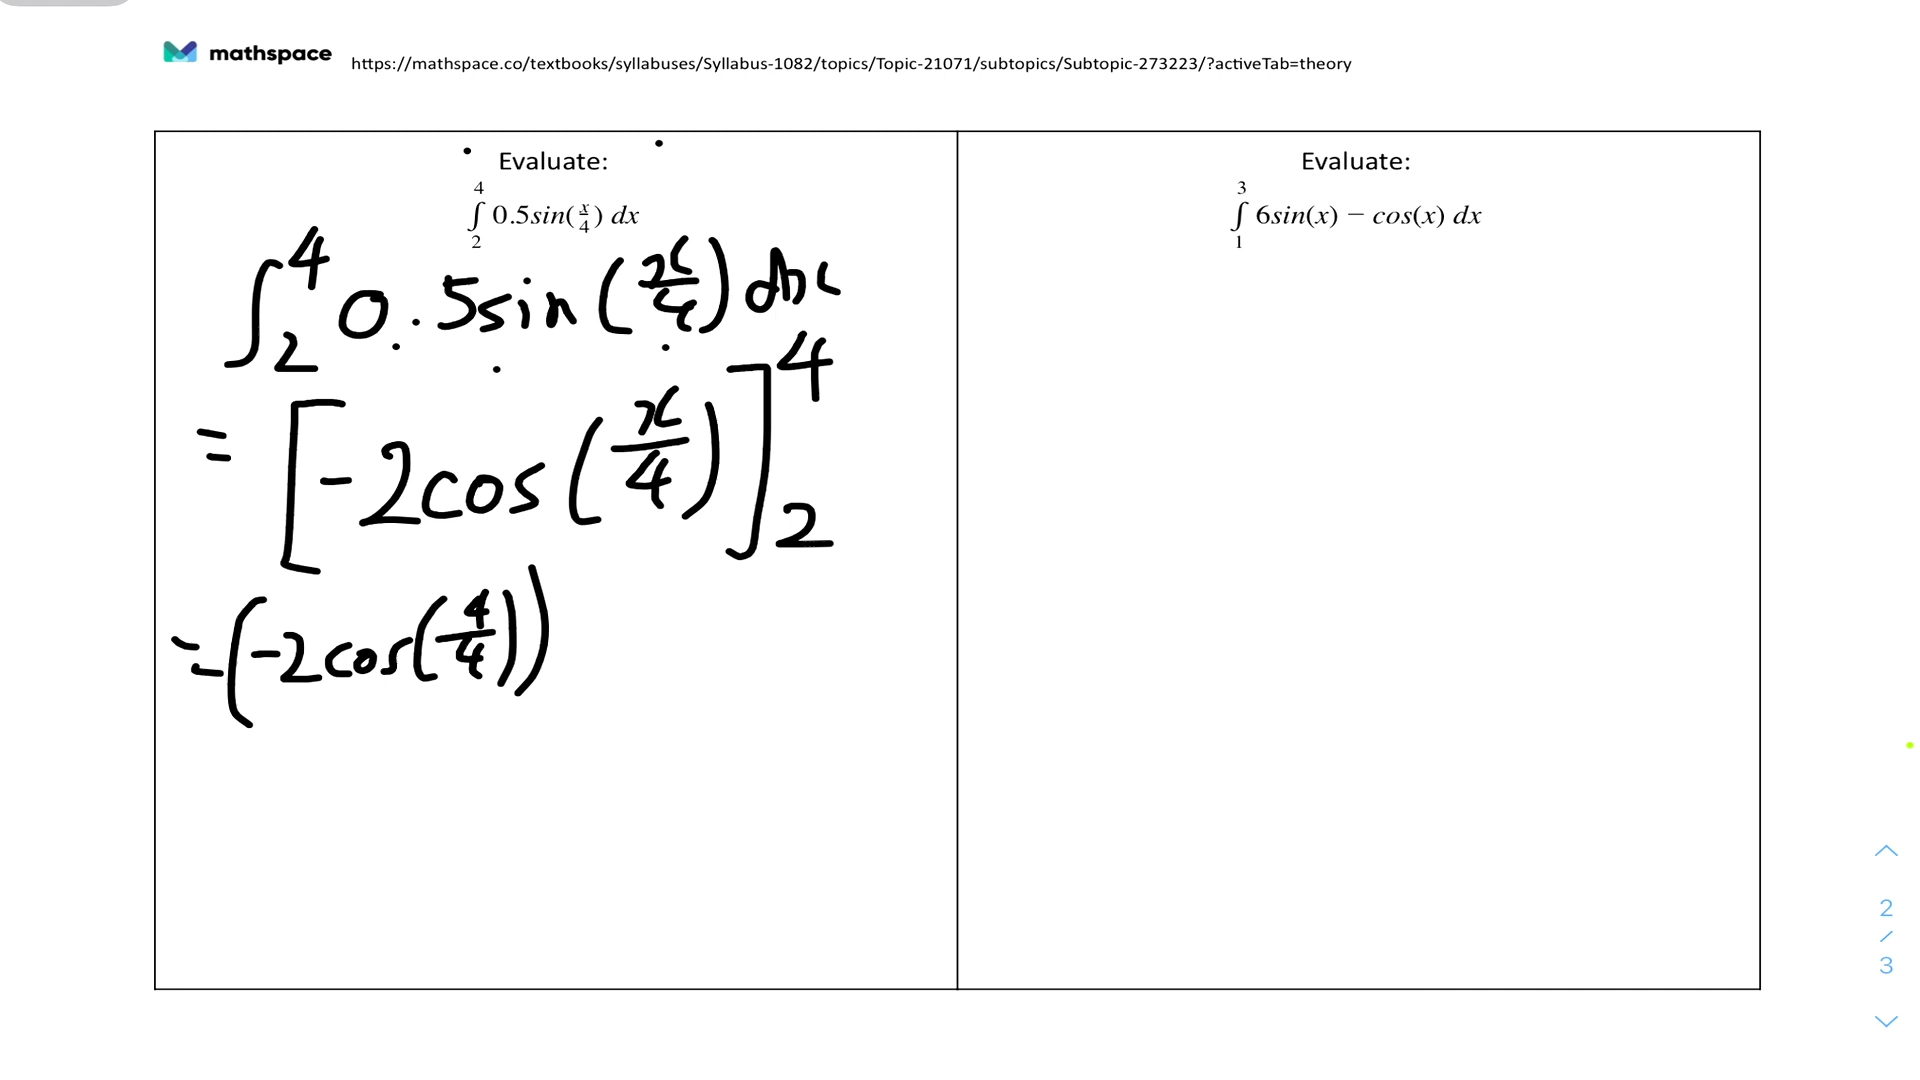 mathspace https://mathspace.co/textbooks/syllabuses/Syllabus-1082/topics/Topic-21071/subtopics/Subtopic-273223/?activeTab=theory
Evaluate:
∫₂⁴ 0.5sin(x/4) dx
∫₂⁴ 0.5sin(x/4) dx
= [-2cos(x/4)]₂⁴
= (-2cos(4/4))
Evaluate:
∫₁³ 6sin(x) − cos(x) dx
2
/
3